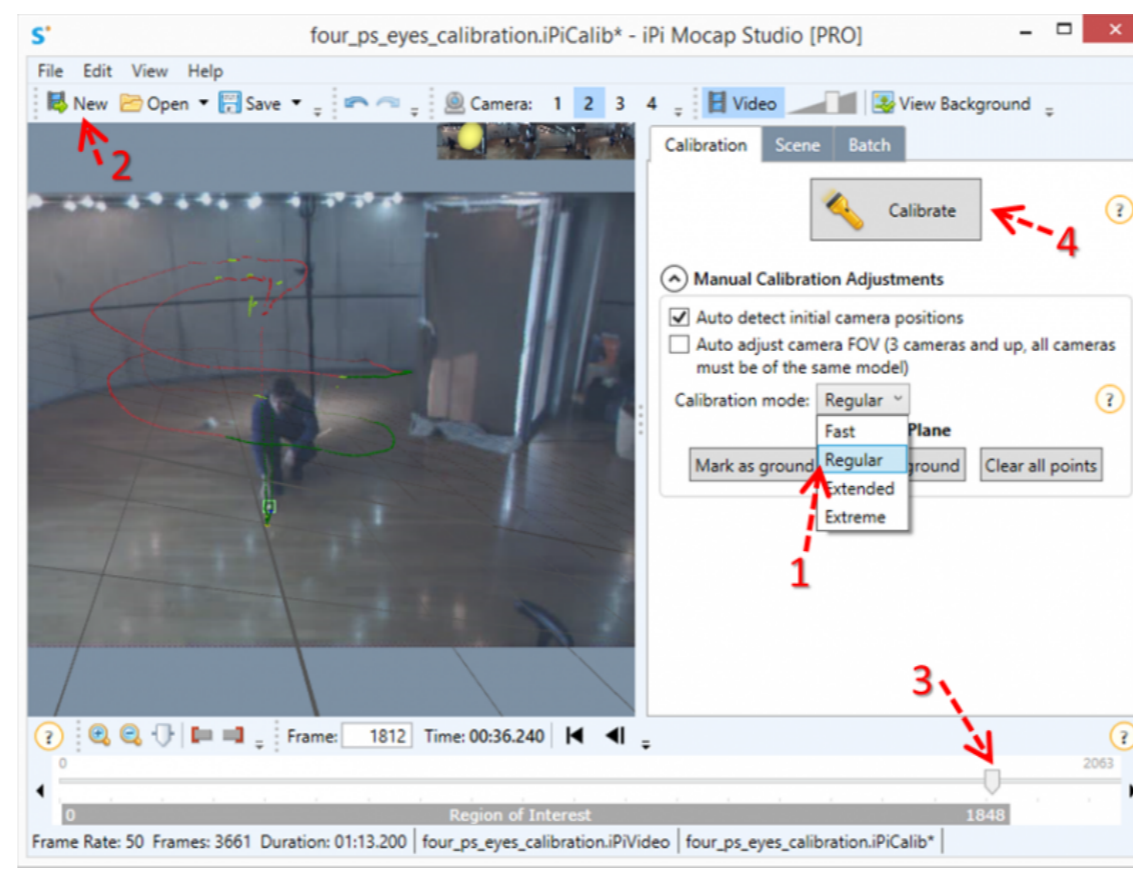 four_ps_eyes_calibration.iPiCalib* - iPi Mocap Studio [PRO]
File Edit View Help
New Open Save Camera: 1 2 3 4 Video View Background
2
Calibration Scene Batch
Calibrate
?
4
Manual Calibration Adjustments
Auto detect initial camera positions
Auto adjust camera FOV (3 cameras and up, all cameras
must be of the same model)
Calibration mode: Regular ?
Fast
Plane
Mark as ground Regular ground Clear all points
Extended
Extreme
1
3
? Frame: 1812 Time: 00:36.240 ?
0 2063
0 Region of Interest 1848
Frame Rate: 50 Frames: 3661 Duration: 01:13.200 four_ps_eyes_calibration.iPiVideo four_ps_eyes_calibration.iPiCalib*